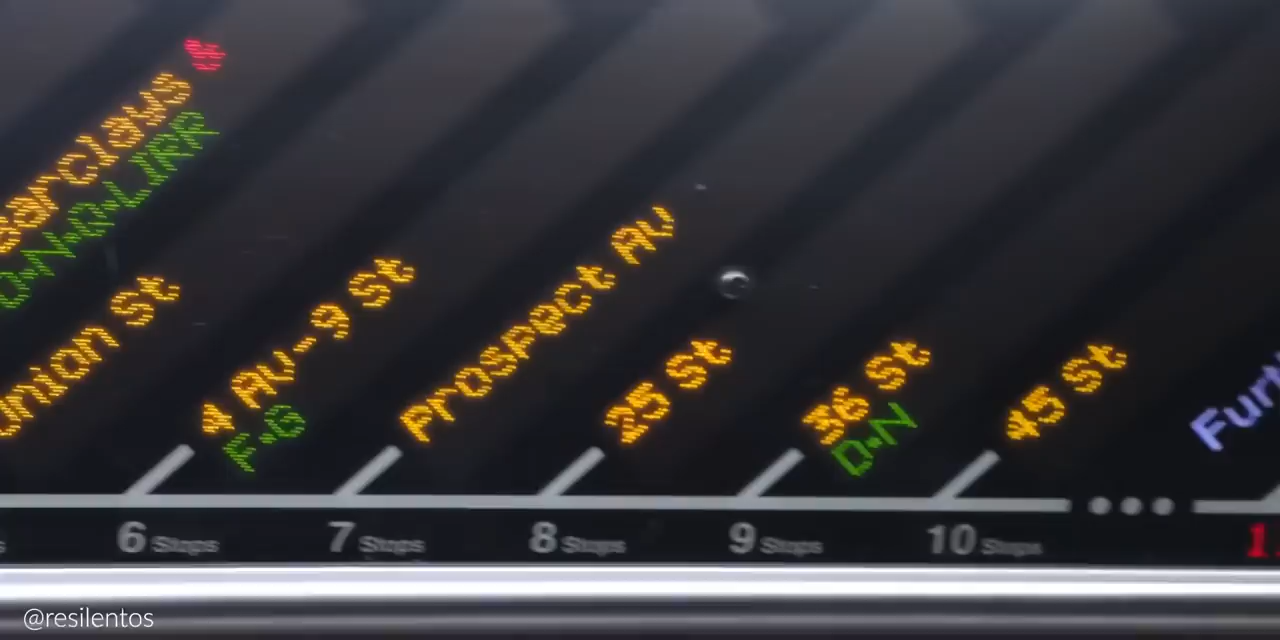 arclays
D•N•Q•LIRR
Union St
4 Av-9 St
F•G
Prospect Av
25 St
36 St
D•N
45 St
6 Stops
7 Stops
8 Stops
9 Stops
10 Stops
@resilentos